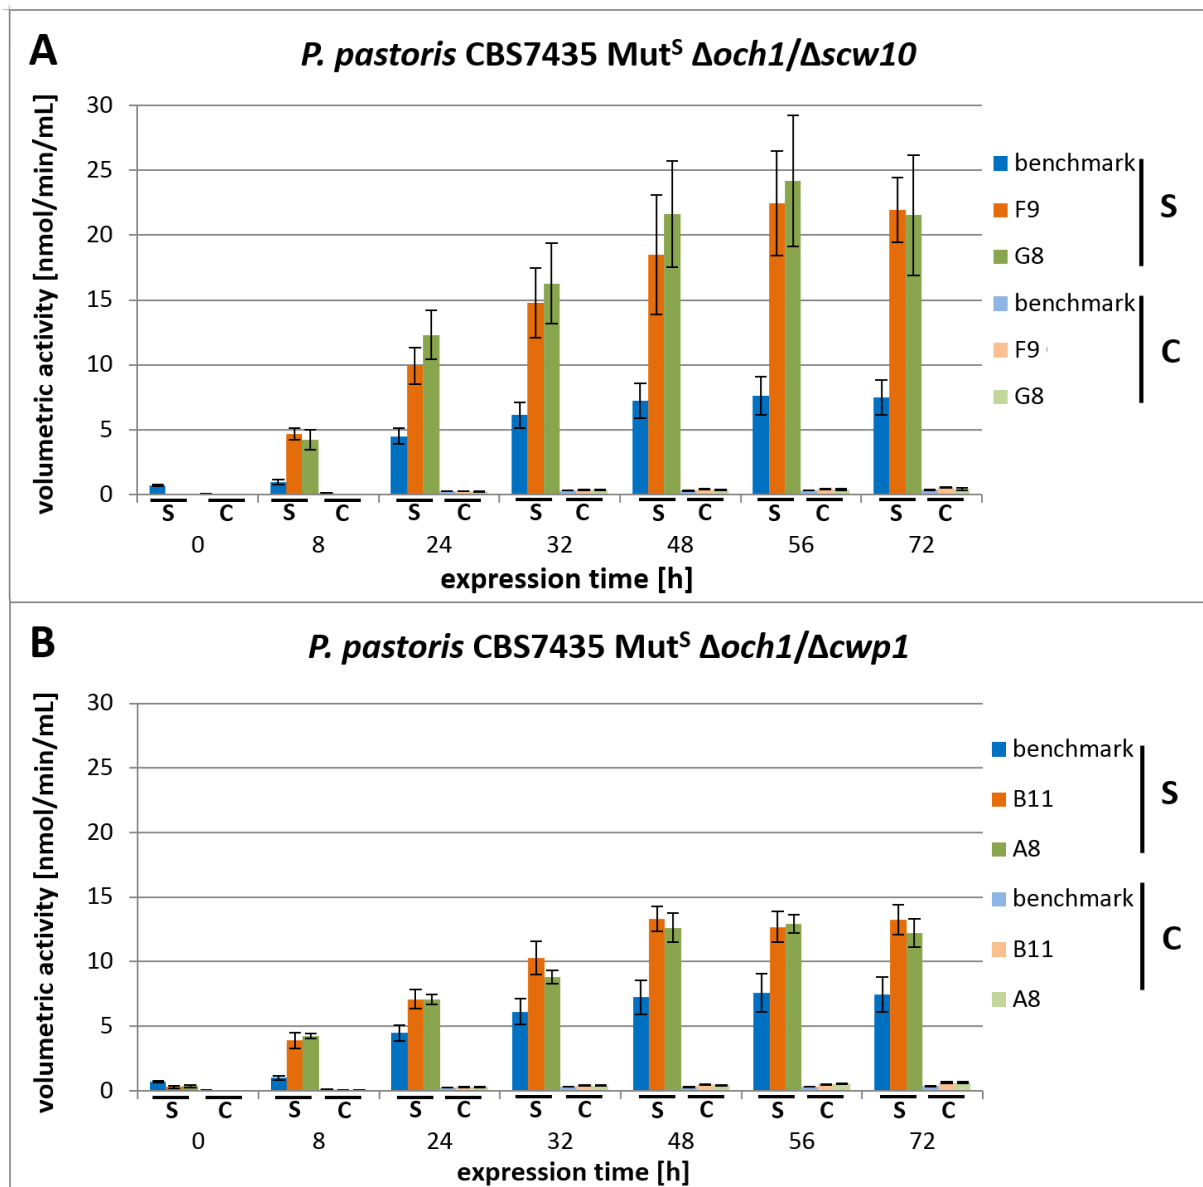 A
P. pastoris CBS7435 Mut^S Δoch1/Δscw10
volumetric activity [nmol/min/mL]
30
25
20
15
10
5
0
S C S C S C S C S C S C S C
0 8 24 32 48 56 72
expression time [h]
benchmark
F9
G8
S
benchmark
F9
G8
C
B
P. pastoris CBS7435 Mut^S Δoch1/Δcwp1
volumetric activity [nmol/min/mL]
30
25
20
15
10
5
0
S C S C S C S C S C S C S C
0 8 24 32 48 56 72
expression time [h]
benchmark
B11
A8
S
benchmark
B11
A8
C